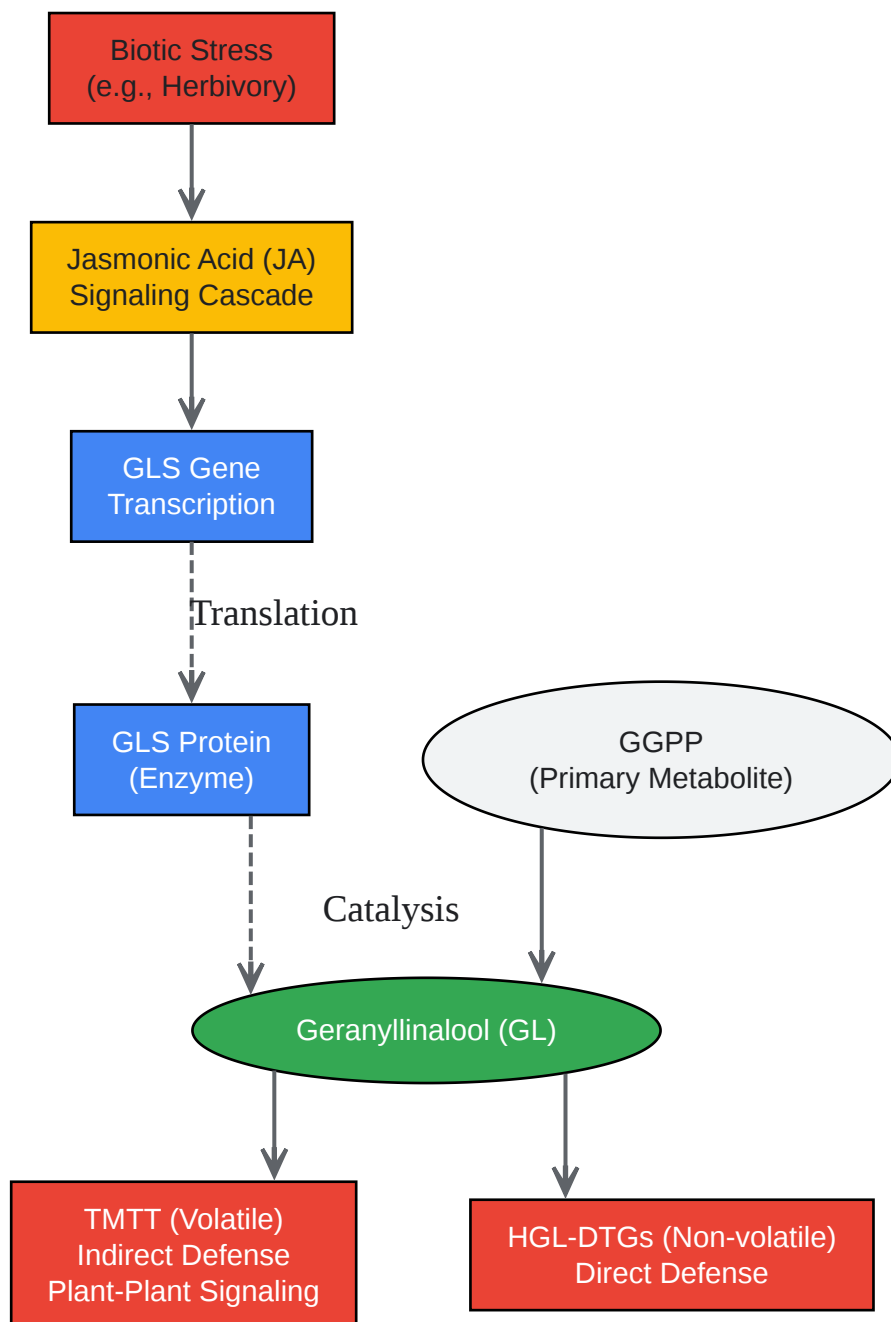 Biotic Stress
(e.g., Herbivory)
Jasmonic Acid (JA)
Signaling Cascade
GLS Gene
Transcription
Translation
GLS Protein
(Enzyme)
GGPP
(Primary Metabolite)
Catalysis
Geranyllinalool (GL)
TMTT (Volatile)
Indirect Defense
Plant-Plant Signaling
HGL-DTGs (Non-volatile)
Direct Defense